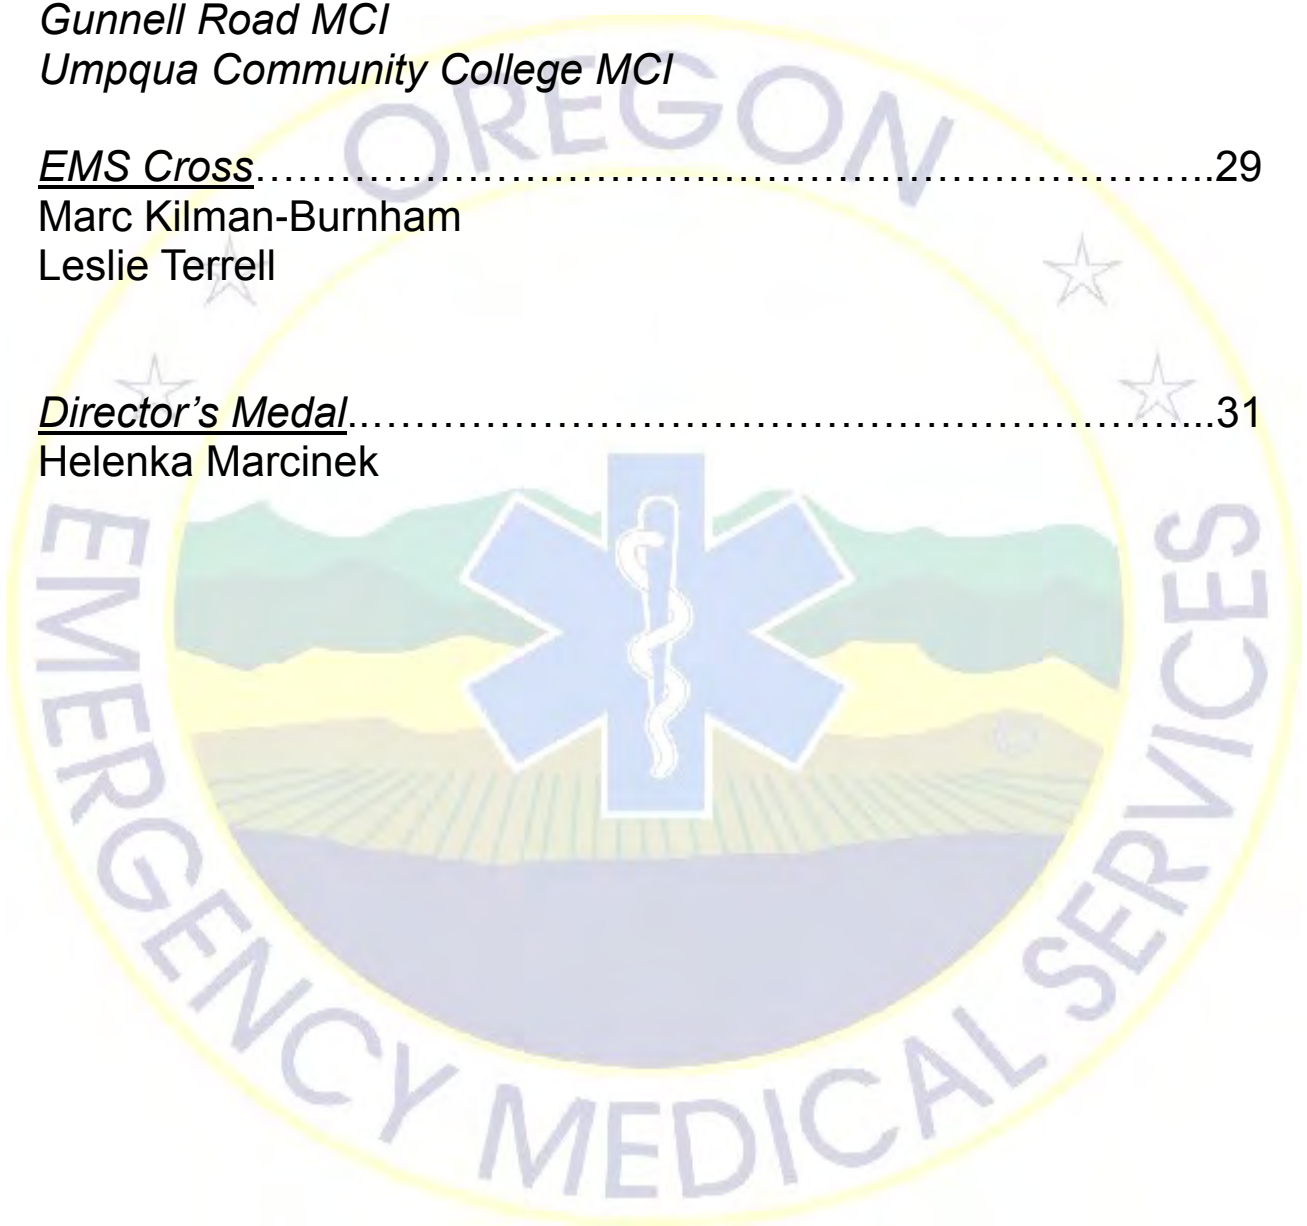 Gunnell Road MCI
Umpqua Community College MCI
OREGON
EMS Cross……………………………………………………………..29
Marc Kilman-Burnham
Leslie Terrell
Director’s Medal..……………………………………………………...31
Helenka Marcinek
EMERGENCY MEDICAL SERVICES